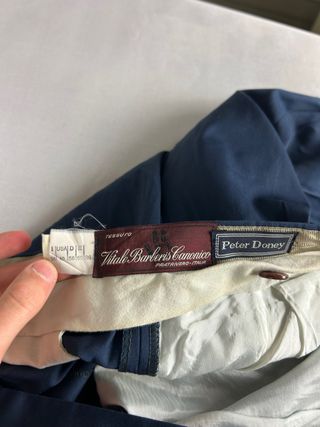 TESSUTO
Vitale Barberis Canonico
PRATRIVERO-ITALIA
Peter Doney